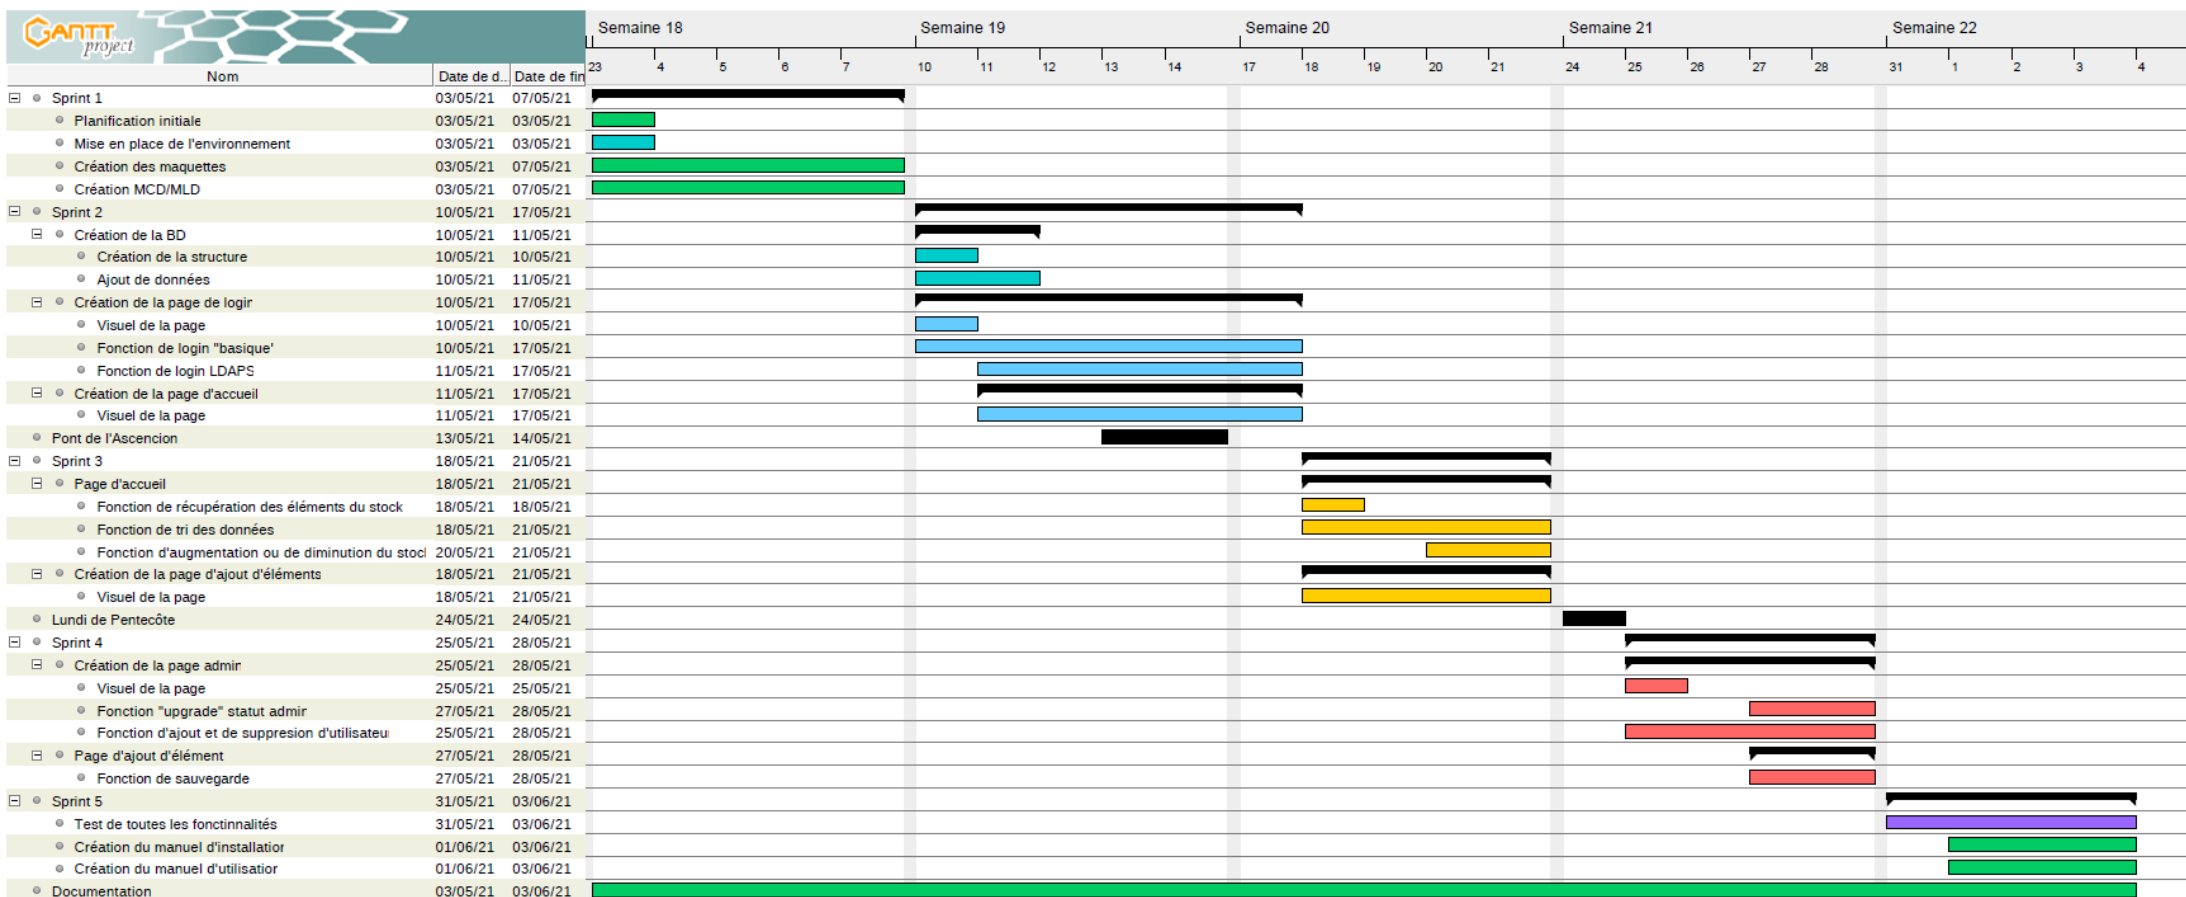 GANTT
project
Semaine 18 Semaine 19 Semaine 20 Semaine 21 Semaine 22
23 4 5 6 7 10 11 12 13 14 17 18 19 20 21 24 25 26 27 28 31 1 2 3 4
Nom Date de d... Date de fin
Sprint 1 03/05/21 07/05/21
Planification initiale 03/05/21 03/05/21
Mise en place de l'environnement 03/05/21 03/05/21
Création des maquettes 03/05/21 07/05/21
Création MCD/MLD 03/05/21 07/05/21
Sprint 2 10/05/21 17/05/21
Création de la BD 10/05/21 11/05/21
Création de la structure 10/05/21 10/05/21
Ajout de données 10/05/21 11/05/21
Création de la page de login 10/05/21 17/05/21
Visuel de la page 10/05/21 10/05/21
Fonction de login "basique' 10/05/21 17/05/21
Fonction de login LDAPS 11/05/21 17/05/21
Création de la page d'accueil 11/05/21 17/05/21
Visuel de la page 11/05/21 17/05/21
Pont de l'Ascencion 13/05/21 14/05/21
Sprint 3 18/05/21 21/05/21
Page d'accueil 18/05/21 21/05/21
Fonction de récupération des éléments du stock 18/05/21 18/05/21
Fonction de tri des données 18/05/21 21/05/21
Fonction d'augmentation ou de diminution du stoc 20/05/21 21/05/21
Création de la page d'ajout d'éléments 18/05/21 21/05/21
Visuel de la page 18/05/21 21/05/21
Lundi de Pentecôte 24/05/21 24/05/21
Sprint 4 25/05/21 28/05/21
Création de la page admin 25/05/21 28/05/21
Visuel de la page 25/05/21 25/05/21
Fonction "upgrade" statut admin 27/05/21 28/05/21
Fonction d'ajout et de suppresion d'utilisateu 25/05/21 28/05/21
Page d'ajout d'élément 27/05/21 28/05/21
Fonction de sauvegarde 27/05/21 28/05/21
Sprint 5 31/05/21 03/06/21
Test de toutes les fonctinnalités 31/05/21 03/06/21
Création du manuel d'installation 01/06/21 03/06/21
Création du manuel d'utilisation 01/06/21 03/06/21
Documentation 03/05/21 03/06/21